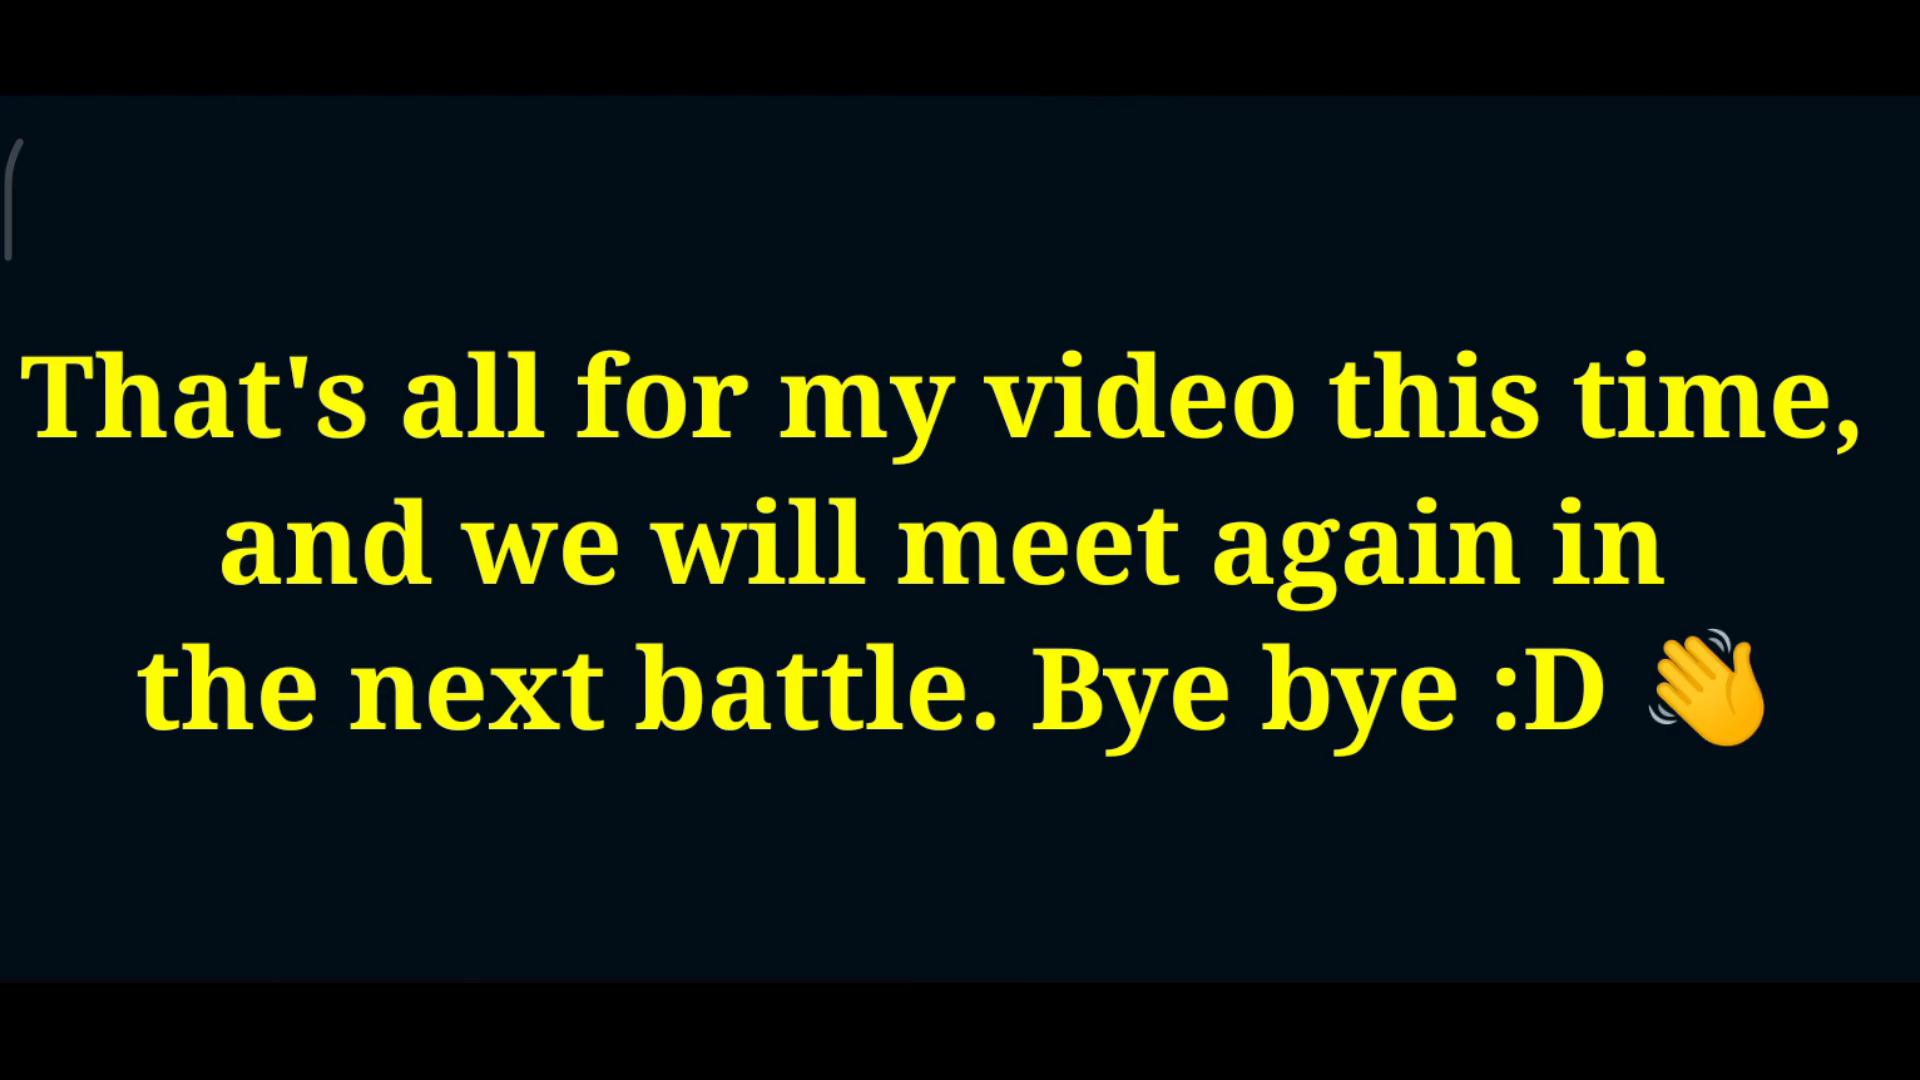 That's all for my video this time,
and we will meet again in
the next battle. Bye bye :D 👋